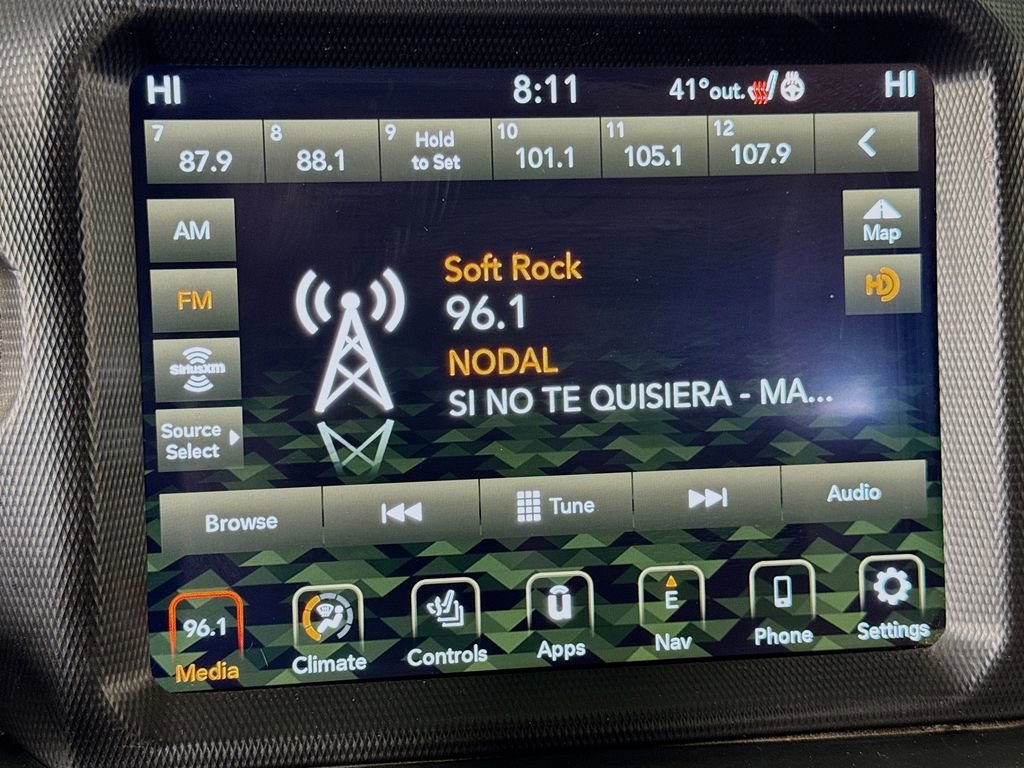 HI 8:11 41°out. HI
7 8 9 Hold 10 11 12
87.9 88.1 to Set 101.1 105.1 107.9
AM
Map
FM
HD
SiriusXM
Source
Select
Soft Rock
96.1
NODAL
SI NO TE QUISIERA - MA...
Browse Tune Audio
96.1 u E
Media Climate Controls Apps Nav Phone Settings